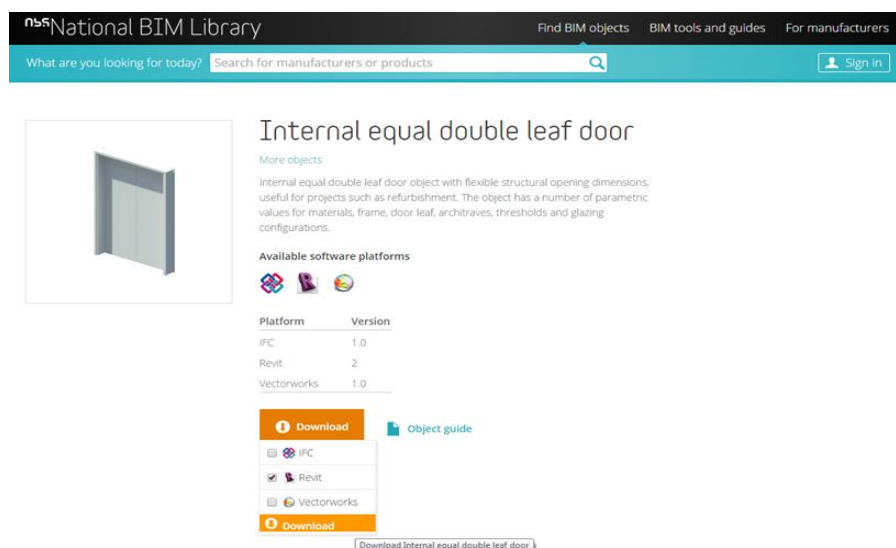 nbs National BIM Library
Find BIM objects
BIM tools and guides
For manufacturers
What are you looking for today?
Search for manufacturers or products
Sign in
Internal equal double leaf door
More objects
Internal equal double leaf door object with flexible structural opening dimensions,
useful for projects such as refurbishment. The object has a number of parametric
values for materials, frame, door leaf, architraves, thresholds and glazing
configurations.
Available software platforms
Platform Version
IFC 1.0
Revit 2
Vectorworks 1.0
Download
Object guide
IFC
Revit
Vectorworks
Download
Download Internal equal double leaf door